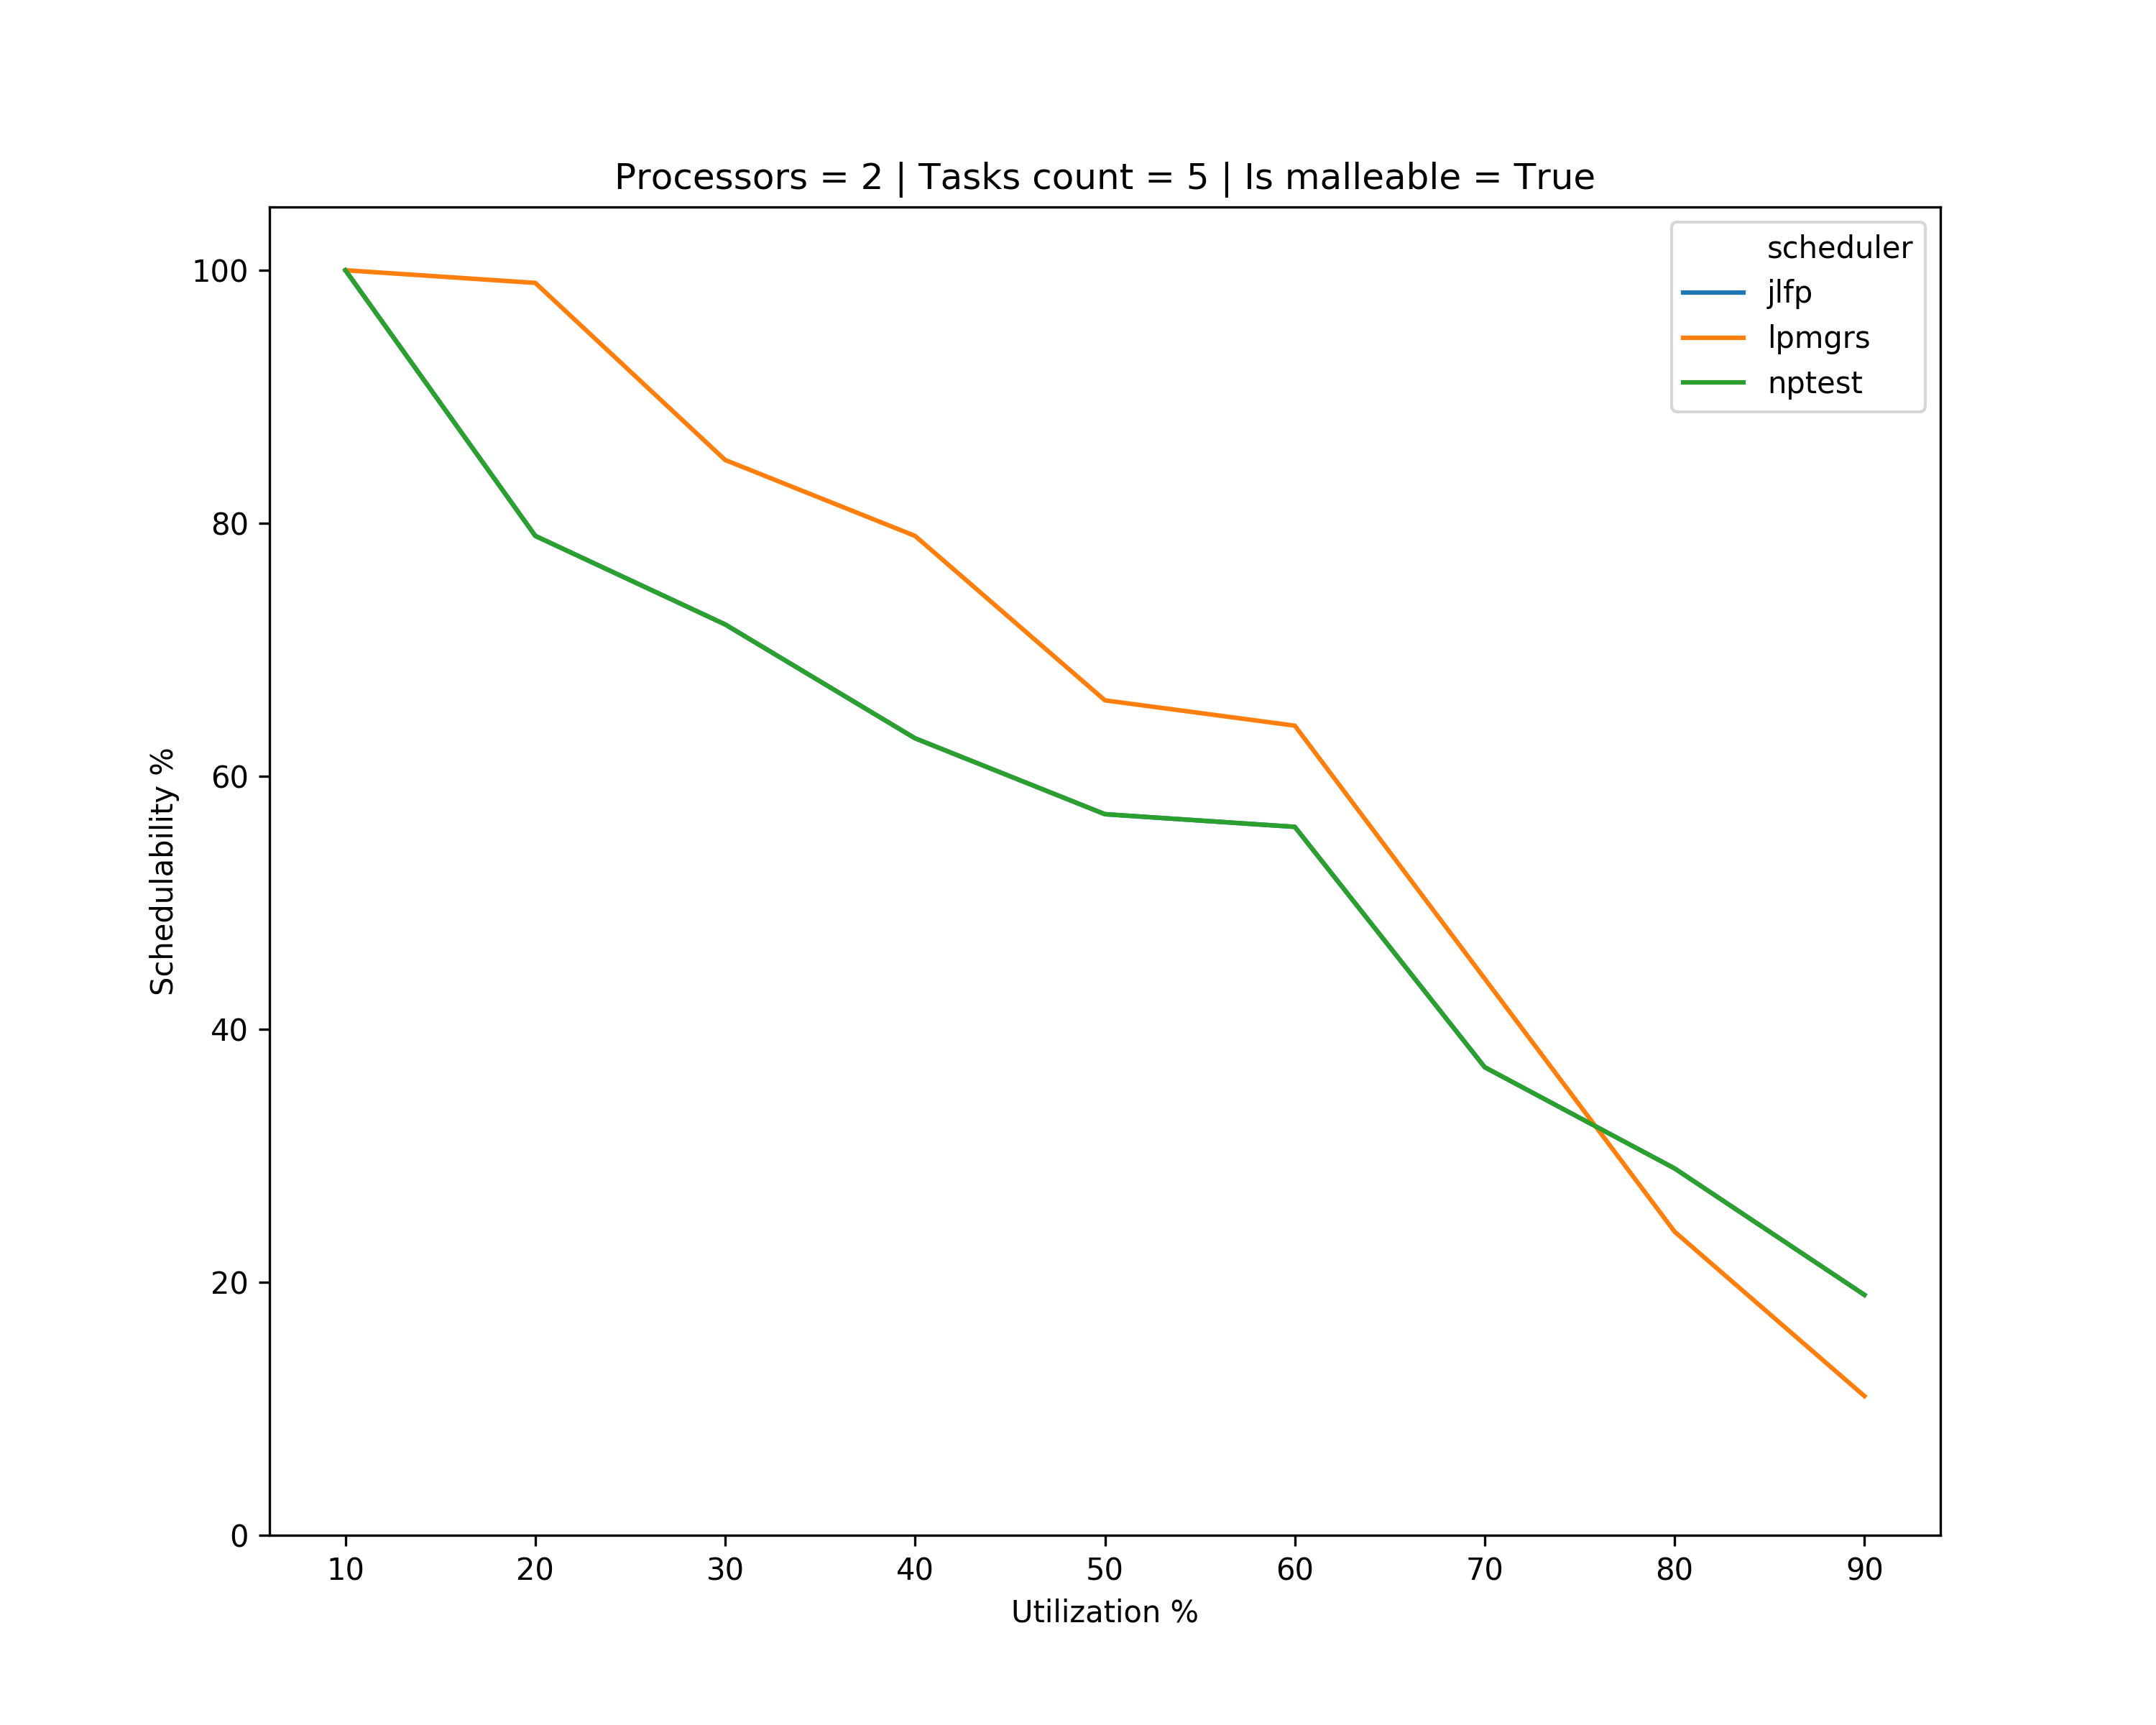 Processors = 2 | Tasks count = 5 | Is malleable = True
scheduler
jlfp
lpmgrs
nptest
Schedulability %
100
80
60
40
20
0
10 20 30 40 50 60 70 80 90
Utilization %